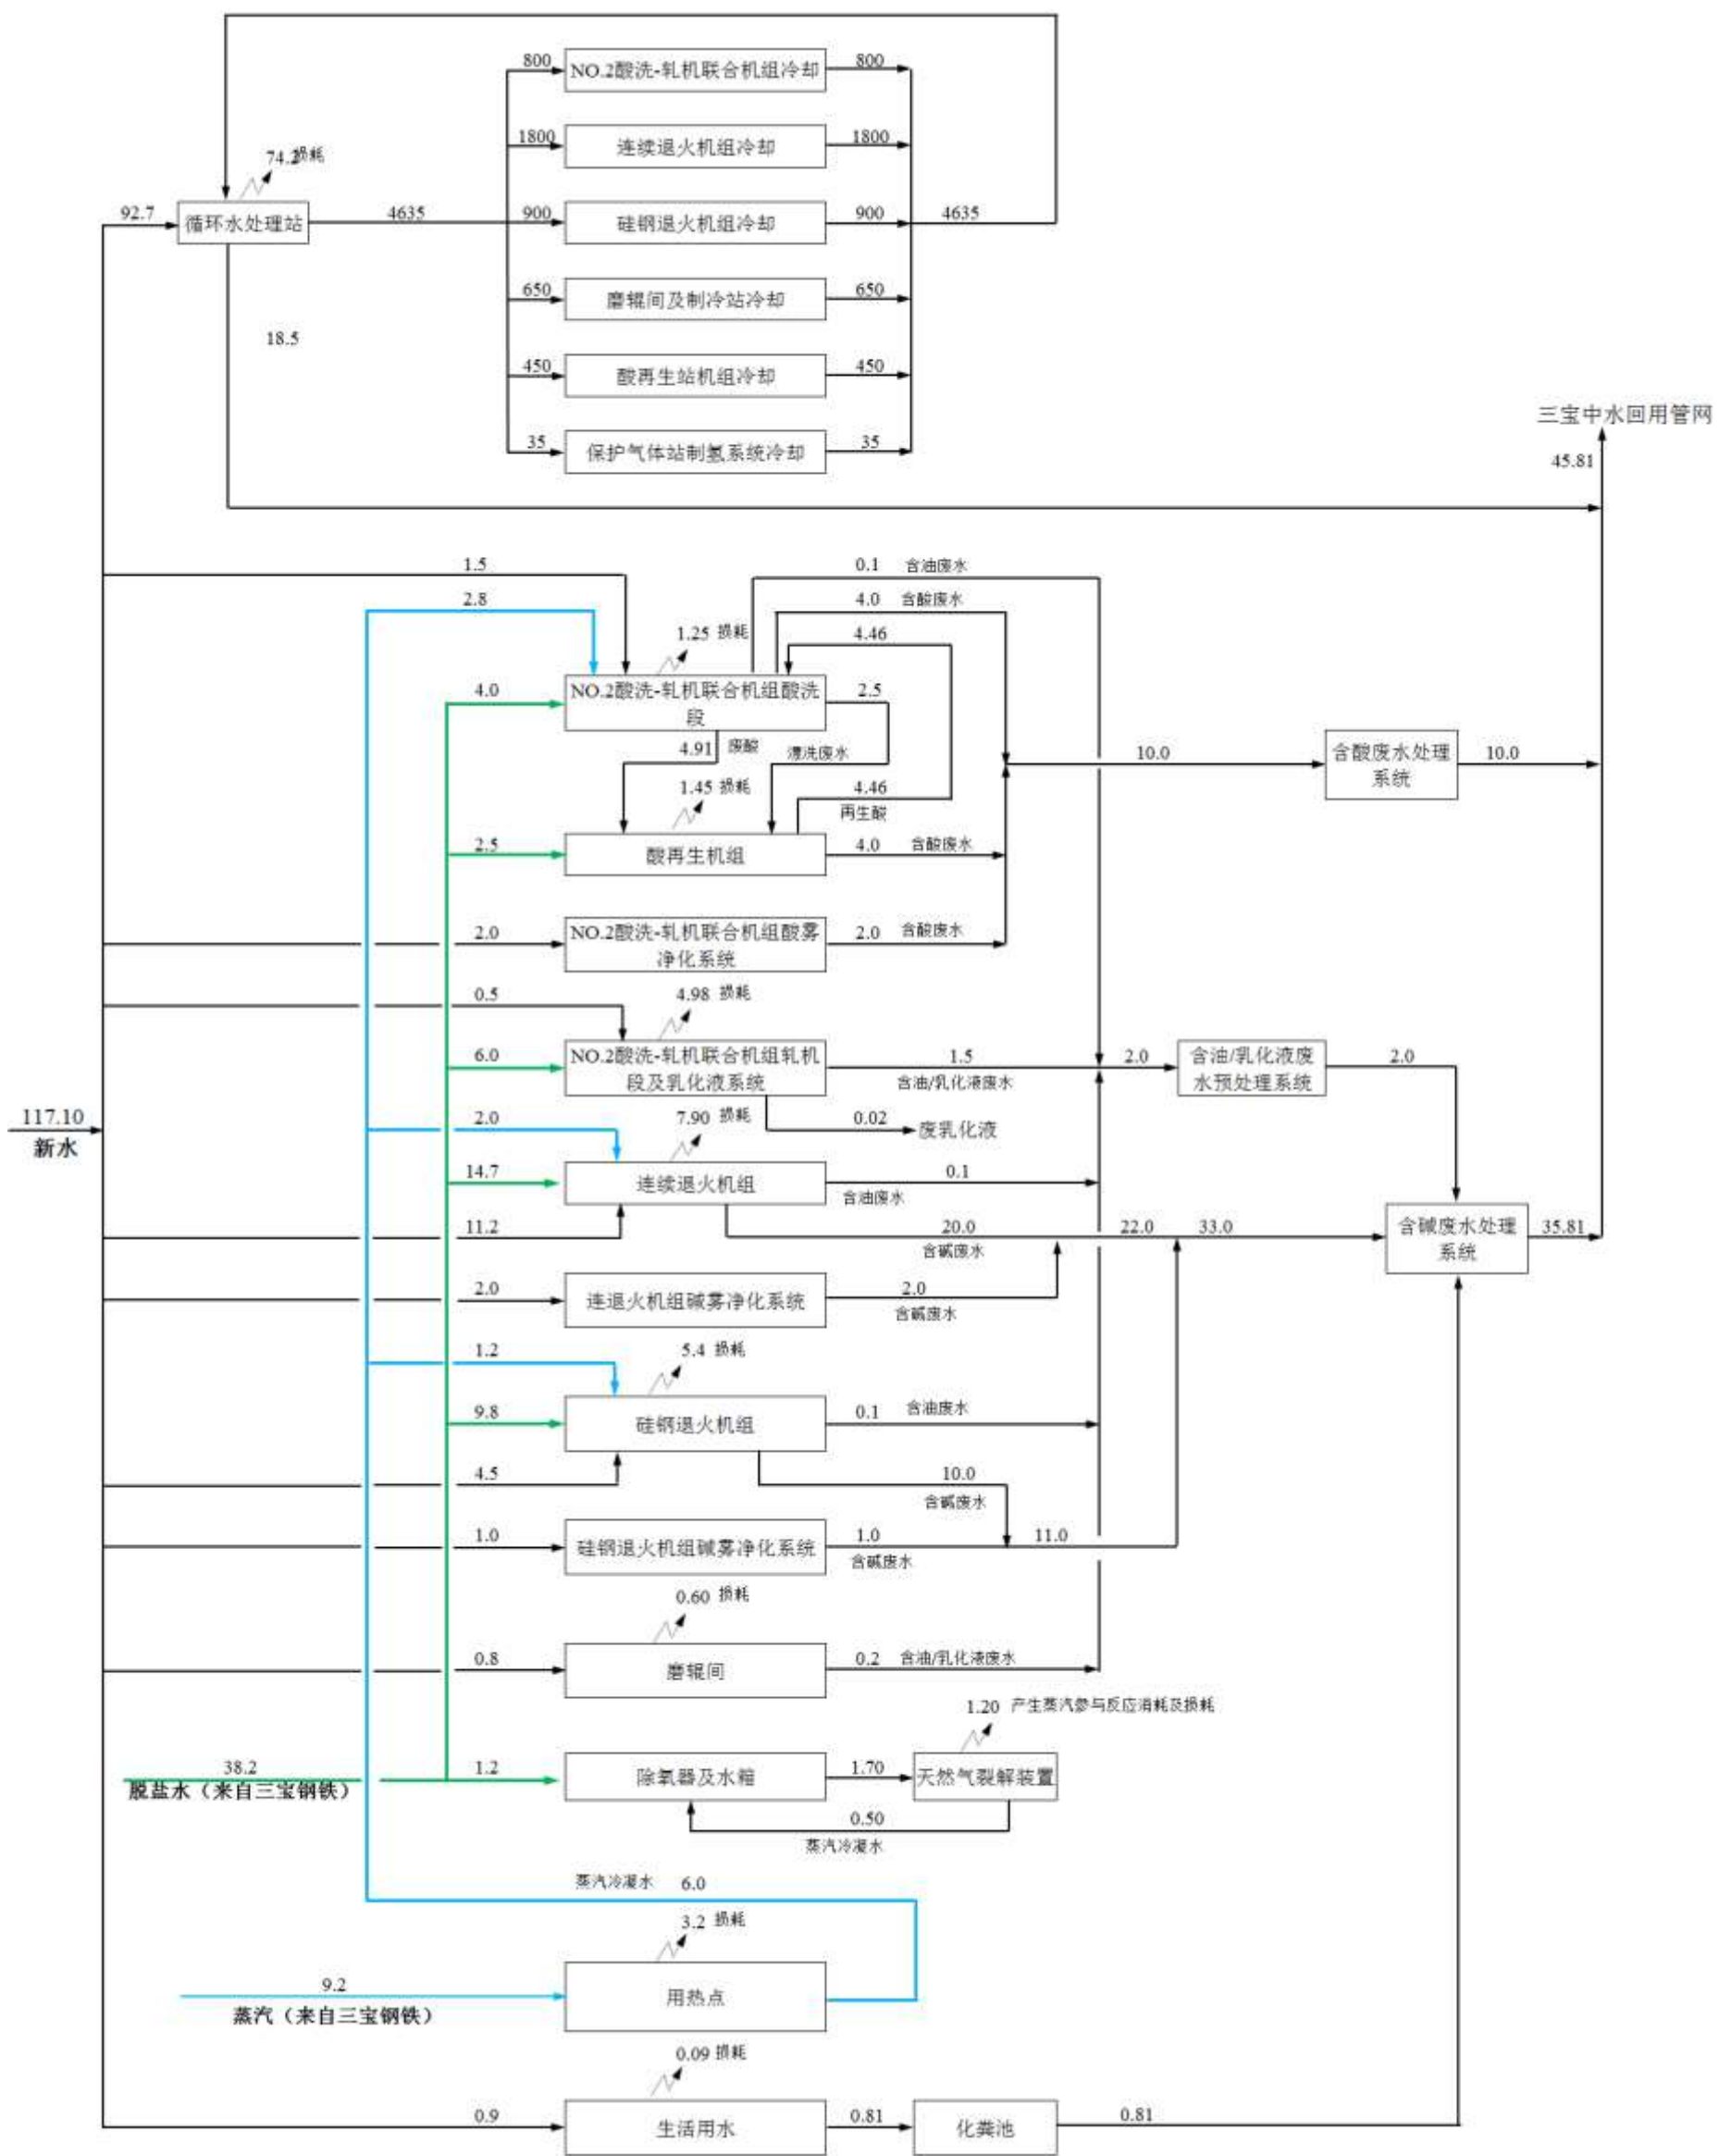 800
NO.2酸洗-轧机联合机组冷却
800
1800
连续退火机组冷却
1800
74.2损耗
92.7
循环水处理站
4635
900
硅钢退火机组冷却
900
4635
650
磨辊间及制冷站冷却
650
18.5
450
酸再生站机组冷却
450
三宝中水回用管网
35
保护气体站制氢系统冷却
35
45.81
1.5
0.1 含油废水
2.8
4.0 含酸废水
1.25 损耗
4.46
4.0
NO.2酸洗-轧机联合机组酸洗
段
2.5
4.91 废酸
漂洗废水
10.0
含酸废水处理
系统
10.0
1.45 损耗
4.46
再生酸
2.5
酸再生机组
4.0 含酸废水
2.0
NO.2酸洗-轧机联合机组酸雾
净化系统
2.0 含酸废水
0.5
4.98 损耗
6.0
NO.2酸洗-轧机联合机组轧机
段及乳化液系统
1.5
含油/乳化液废水
2.0
含油/乳化液废
水预处理系统
2.0
117.10
新水
2.0
7.90 损耗
0.02
废乳化液
14.7
连续退火机组
0.1
含油废水
11.2
20.0
含碱废水
22.0
33.0
含碱废水处理
系统
35.81
2.0
连退火机组碱雾净化系统
2.0
含碱废水
1.2
5.4 损耗
9.8
硅钢退火机组
0.1 含油废水
4.5
10.0
含碱废水
1.0
硅钢退火机组碱雾净化系统
1.0
含碱废水
11.0
0.60 损耗
0.8
磨辊间
0.2 含油/乳化液废水
1.20 产生蒸汽参与反应消耗及损耗
38.2
脱盐水（来自三宝钢铁）
1.2
除氧器及水箱
1.70
天然气裂解装置
0.50
蒸汽冷凝水
蒸汽冷凝水 6.0
3.2 损耗
9.2
蒸汽（来自三宝钢铁）
用热点
0.09 损耗
0.9
生活用水
0.81
化粪池
0.81